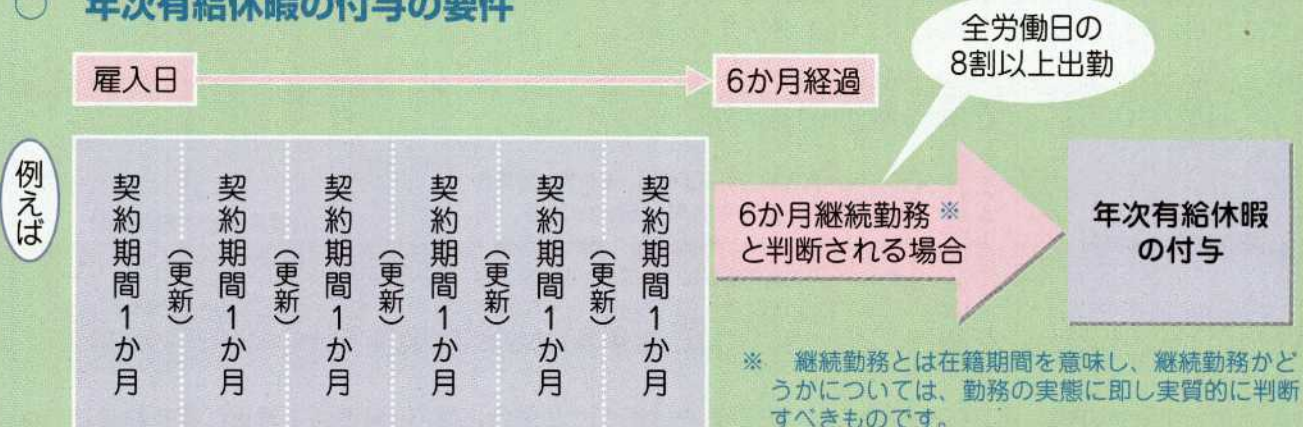 ○ 年次有給休暇の付与の要件
全労働日の
8割以上出勤
雇入日
6か月経過
例えば
契約期間1か月
(更新)
契約期間1か月
(更新)
契約期間1か月
(更新)
契約期間1か月
(更新)
契約期間1か月
(更新)
契約期間1か月
6か月継続勤務※
と判断される場合
年次有給休暇
の付与
※ 継続勤務とは在籍期間を意味し、継続勤務かど
うかについては、勤務の実態に即し実質的に判断
すべきものです。